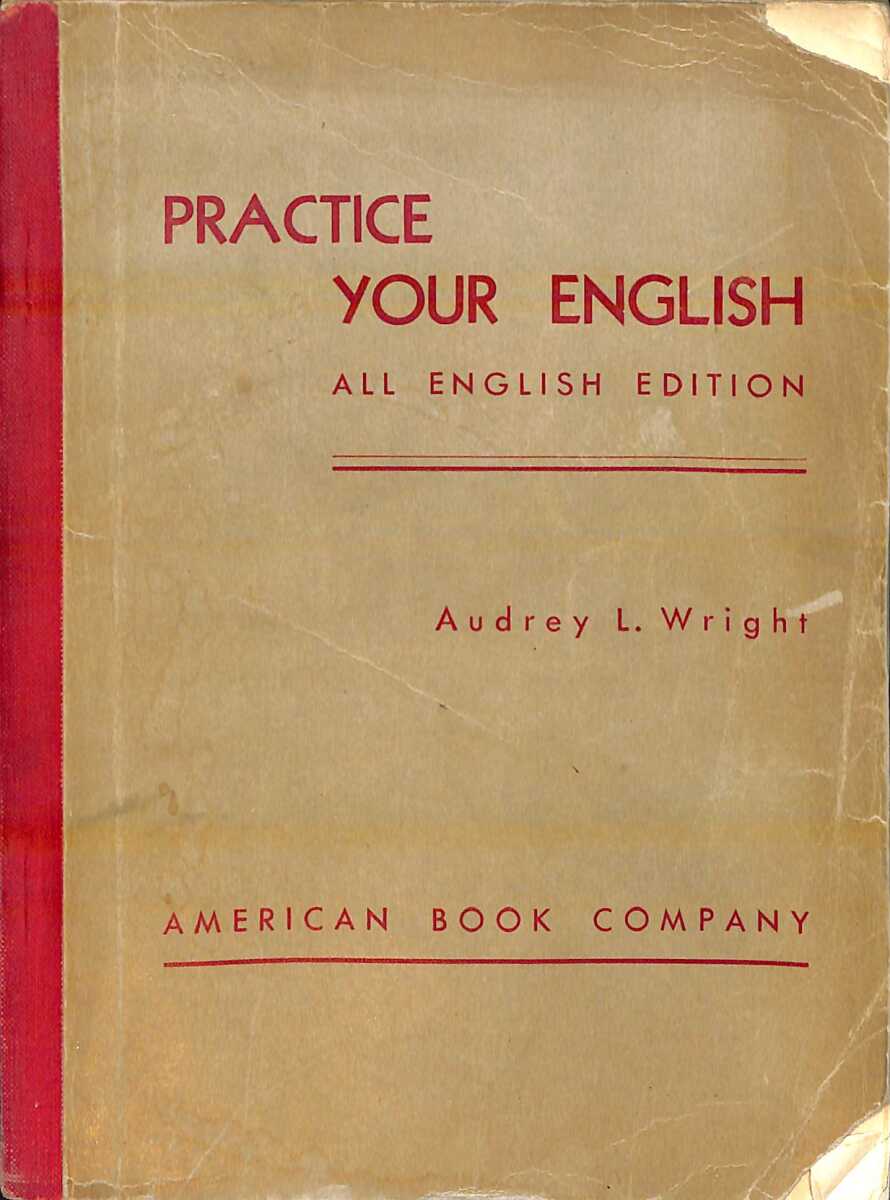 PRACTICE
YOUR ENGLISH
ALL ENGLISH EDITION
Audrey L. Wright
AMERICAN BOOK COMPANY